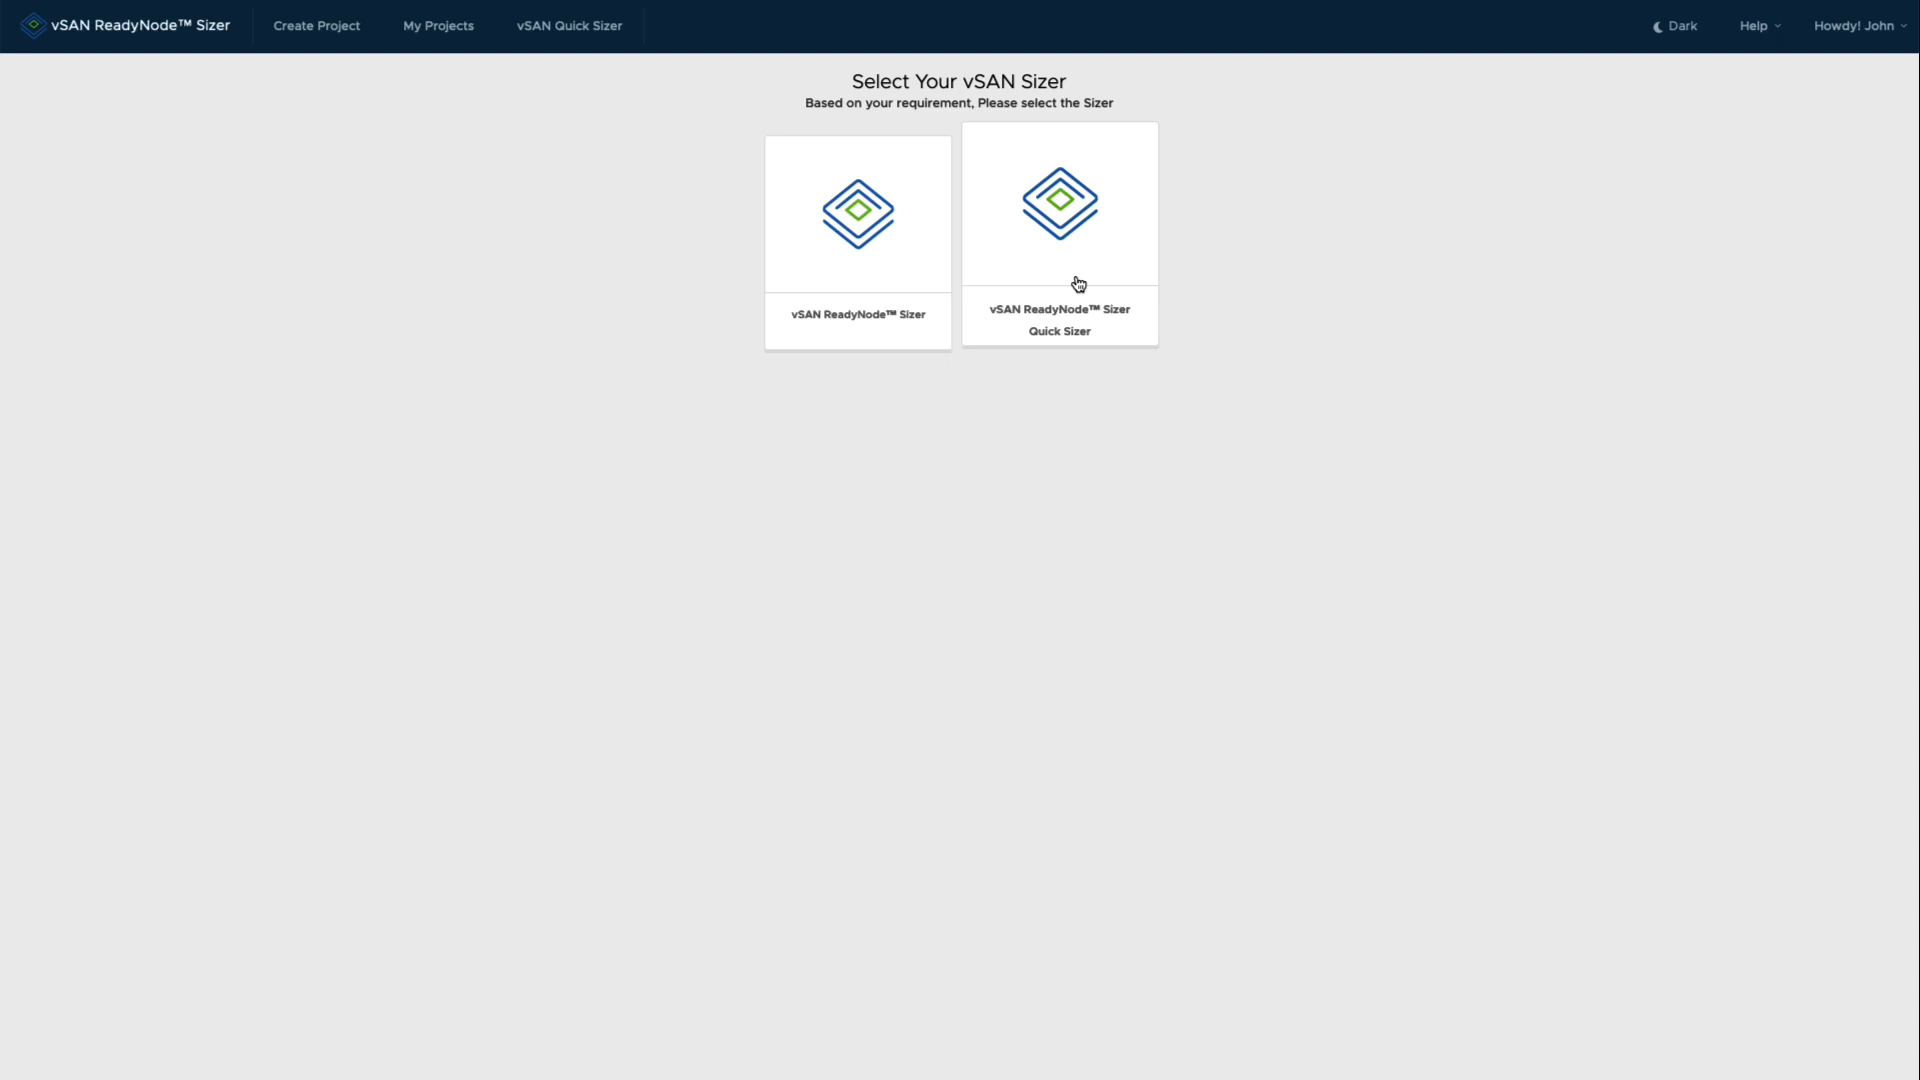 vSAN ReadyNode™ Sizer
Create Project
My Projects
vSAN Quick Sizer
Dark
Help
Howdy! John
Select Your vSAN Sizer
Based on your requirement, Please select the Sizer
vSAN ReadyNode™ Sizer
vSAN ReadyNode™ Sizer
Quick Sizer